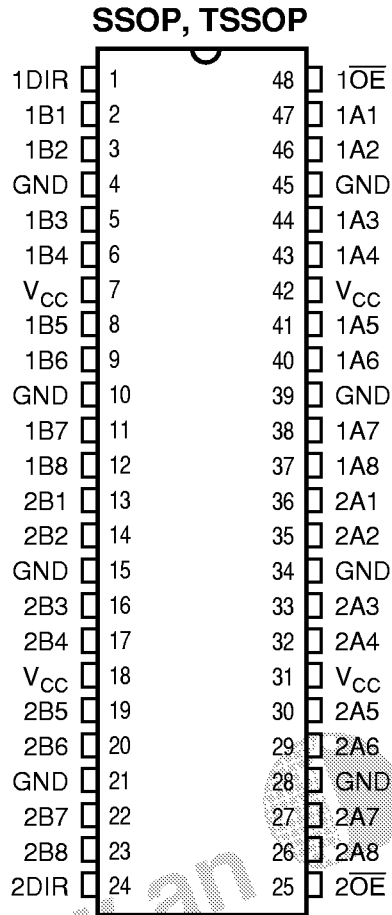 SSOP, TSSOP
1DIR 1 48 1O̅E̅
1B1 2 47 1A1
1B2 3 46 1A2
GND 4 45 GND
1B3 5 44 1A3
1B4 6 43 1A4
VCC 7 42 VCC
1B5 8 41 1A5
1B6 9 40 1A6
GND 10 39 GND
1B7 11 38 1A7
1B8 12 37 1A8
2B1 13 36 2A1
2B2 14 35 2A2
GND 15 34 GND
2B3 16 33 2A3
2B4 17 32 2A4
VCC 18 31 VCC
2B5 19 30 2A5
2B6 20 29 2A6
GND 21 28 GND
2B7 22 27 2A7
2B8 23 26 2A8
2DIR 24 25 2O̅E̅